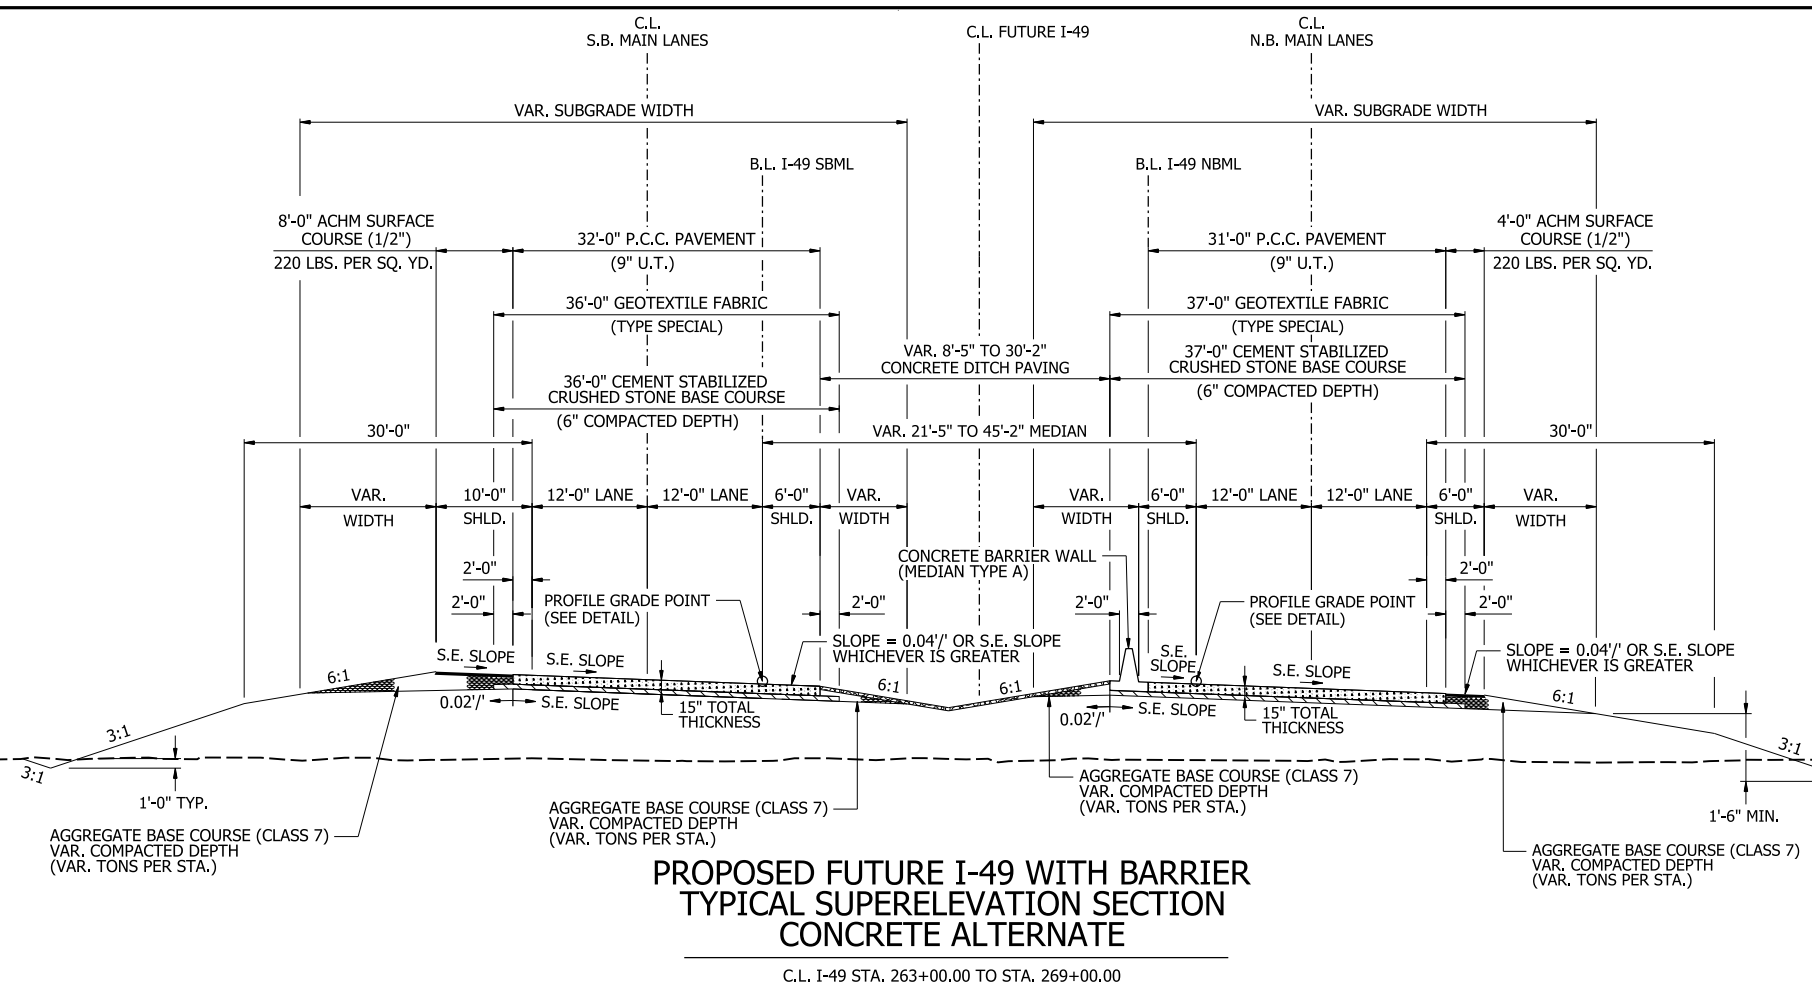 C.L.
S.B. MAIN LANES
C.L. FUTURE I-49
C.L.
N.B. MAIN LANES
VAR. SUBGRADE WIDTH
VAR. SUBGRADE WIDTH
B.L. I-49 SBML
B.L. I-49 NBML
8'-0" ACHM SURFACE
COURSE (1/2")
220 LBS. PER SQ. YD.
32'-0" P.C.C. PAVEMENT
(9" U.T.)
31'-0" P.C.C. PAVEMENT
(9" U.T.)
4'-0" ACHM SURFACE
COURSE (1/2")
220 LBS. PER SQ. YD.
36'-0" GEOTEXTILE FABRIC
(TYPE SPECIAL)
37'-0" GEOTEXTILE FABRIC
(TYPE SPECIAL)
VAR. 8'-5" TO 30'-2"
CONCRETE DITCH PAVING
36'-0" CEMENT STABILIZED
CRUSHED STONE BASE COURSE
(6" COMPACTED DEPTH)
37'-0" CEMENT STABILIZED
CRUSHED STONE BASE COURSE
(6" COMPACTED DEPTH)
30'-0"
VAR. 21'-5" TO 45'-2" MEDIAN
30'-0"
VAR.
WIDTH
10'-0"
SHLD.
12'-0" LANE
12'-0" LANE
6'-0"
SHLD.
VAR.
WIDTH
VAR.
WIDTH
6'-0"
SHLD.
12'-0" LANE
12'-0" LANE
6'-0"
SHLD.
VAR.
WIDTH
CONCRETE BARRIER WALL
(MEDIAN TYPE A)
2'-0"
2'-0"
2'-0"
2'-0"
2'-0"
2'-0"
PROFILE GRADE POINT
(SEE DETAIL)
PROFILE GRADE POINT
(SEE DETAIL)
SLOPE = 0.04'/' OR S.E. SLOPE
WHICHEVER IS GREATER
SLOPE = 0.04'/' OR S.E. SLOPE
WHICHEVER IS GREATER
S.E. SLOPE
S.E. SLOPE
S.E.
SLOPE
S.E. SLOPE
6:1
6:1
6:1
6:1
0.02'/'
S.E. SLOPE
15" TOTAL
THICKNESS
0.02'/'
S.E. SLOPE
15" TOTAL
THICKNESS
3:1
3:1
3:1
1'-0" TYP.
1'-6" MIN.
AGGREGATE BASE COURSE (CLASS 7)
VAR. COMPACTED DEPTH
(VAR. TONS PER STA.)
AGGREGATE BASE COURSE (CLASS 7)
VAR. COMPACTED DEPTH
(VAR. TONS PER STA.)
AGGREGATE BASE COURSE (CLASS 7)
VAR. COMPACTED DEPTH
(VAR. TONS PER STA.)
AGGREGATE BASE COURSE (CLASS 7)
VAR. COMPACTED DEPTH
(VAR. TONS PER STA.)
PROPOSED FUTURE I-49 WITH BARRIER
TYPICAL SUPERELEVATION SECTION
CONCRETE ALTERNATE
C.L. I-49 STA. 263+00.00 TO STA. 269+00.00